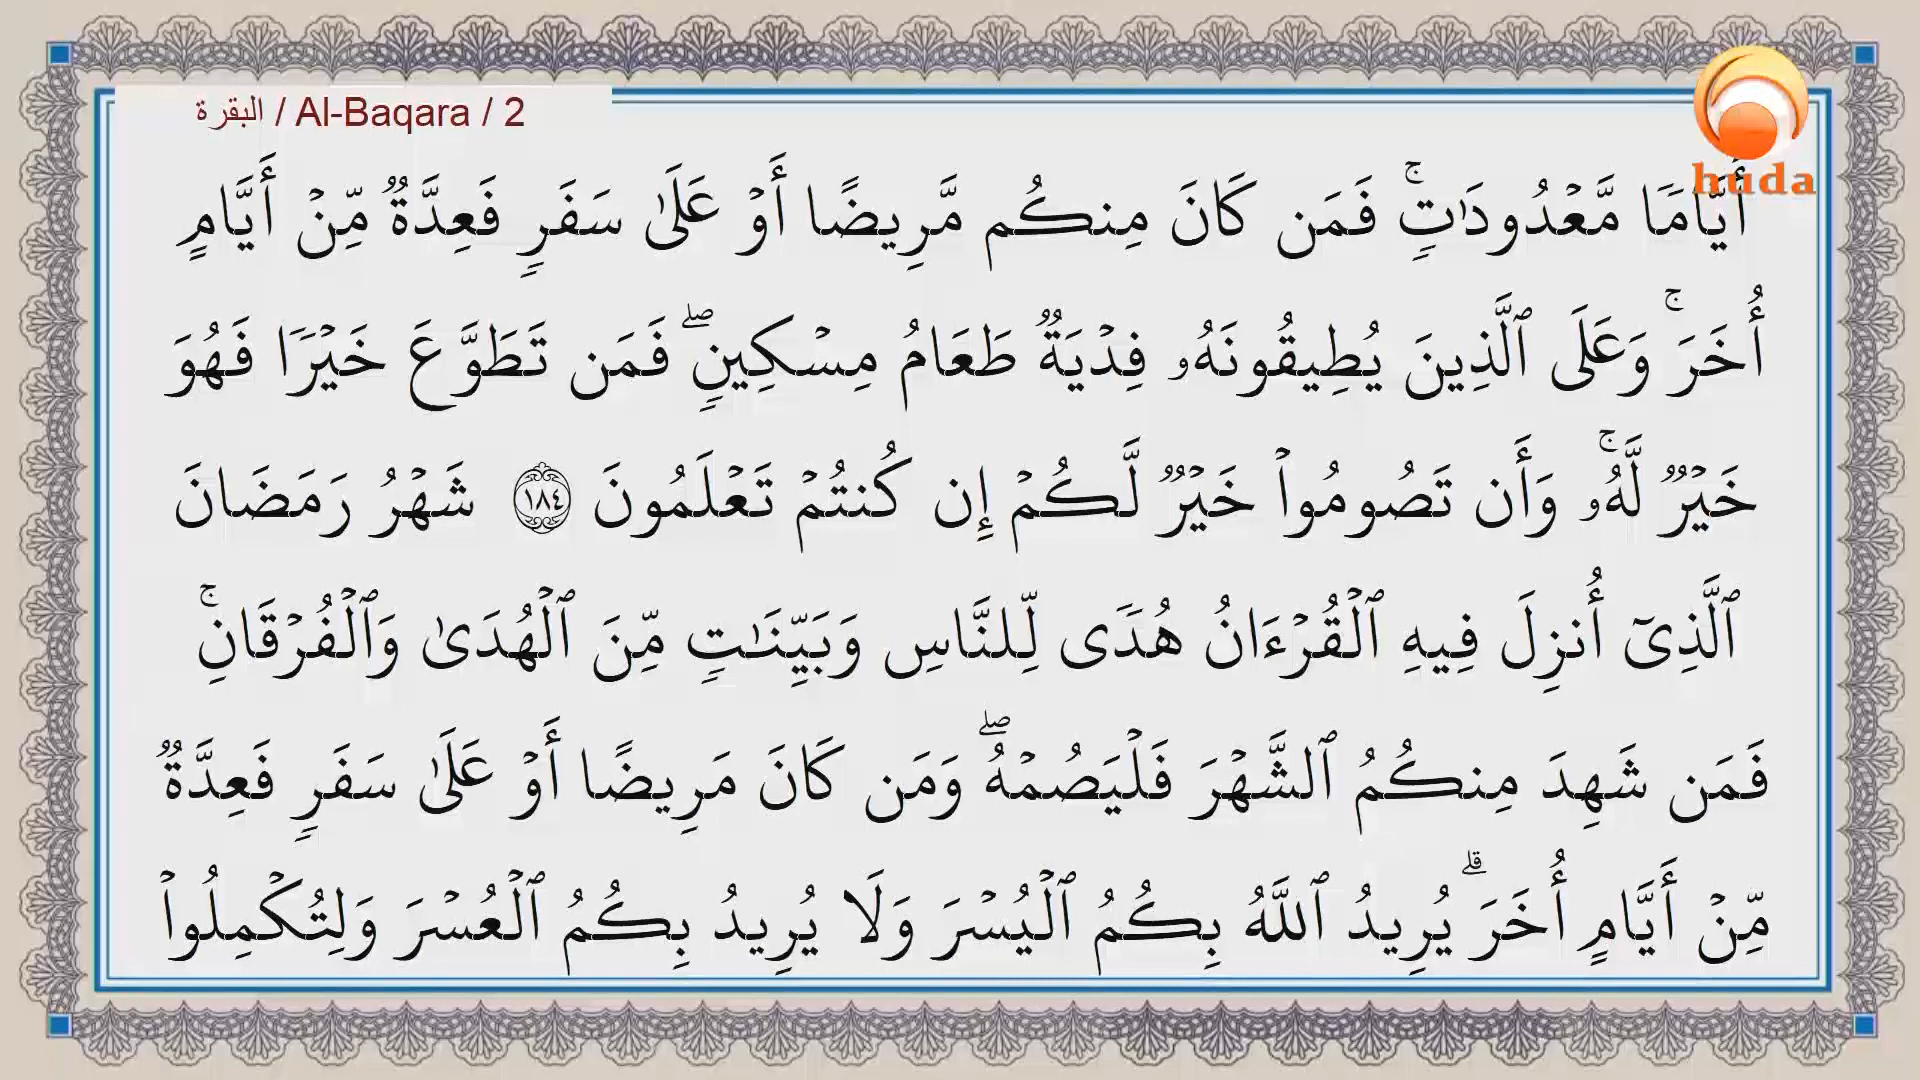 البقرة / Al-Baqara / 2
huda
أَيَّامًا مَّعْدُودَٰتٍۚ فَمَن كَانَ مِنكُم مَّرِيضًا أَوْ عَلَىٰ سَفَرٍ فَعِدَّةٌ مِّنْ أَيَّامٍ
أُخَرَۚ وَعَلَى ٱلَّذِينَ يُطِيقُونَهُۥ فِدْيَةٌ طَعَامُ مِسْكِينٍۖ فَمَن تَطَوَّعَ خَيْرًا فَهُوَ
خَيْرٌ لَّهُۥۚ وَأَن تَصُومُوا۟ خَيْرٌ لَّكُمْ إِن كُنتُمْ تَعْلَمُونَ ١٨٤ شَهْرُ رَمَضَانَ
ٱلَّذِىٓ أُنزِلَ فِيهِ ٱلْقُرْءَانُ هُدًى لِّلنَّاسِ وَبَيِّنَٰتٍ مِّنَ ٱلْهُدَىٰ وَٱلْفُرْقَانِۚ
فَمَن شَهِدَ مِنكُمُ ٱلشَّهْرَ فَلْيَصُمْهُۖ وَمَن كَانَ مَرِيضًا أَوْ عَلَىٰ سَفَرٍ فَعِدَّةٌ
مِّنْ أَيَّامٍ أُخَرَۗ يُرِيدُ ٱللَّهُ بِكُمُ ٱلْيُسْرَ وَلَا يُرِيدُ بِكُمُ ٱلْعُسْرَ وَلِتُكْمِلُوا۟